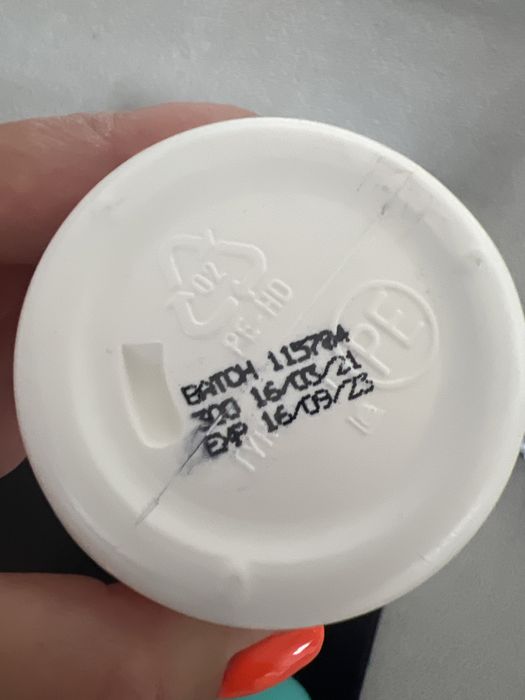 02
PE-HD
PE
BATCH 115784
300 16/03/21
EXP 16/09/23